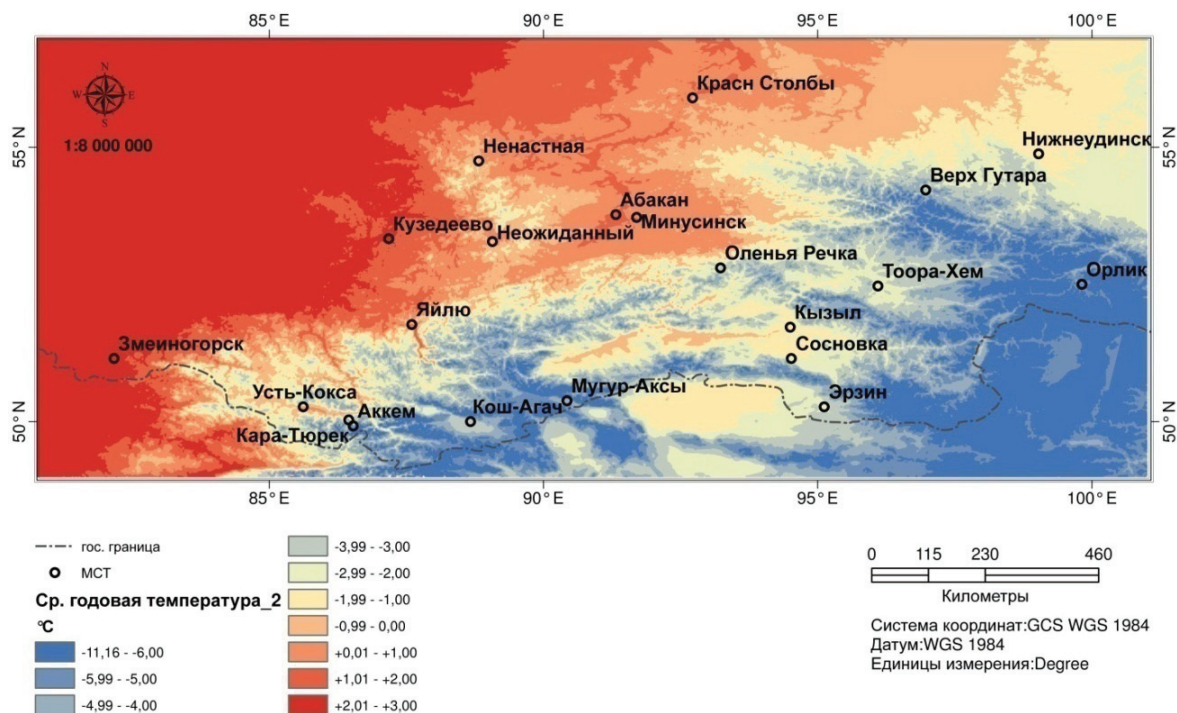 85° E
90° E
95° E
100° E
N
W E
S
1:8 000 000
55° N
55° N
50° N
50° N
Красн Столбы
Ненастная
Нижнеудинск
Верх Гутара
Абакан
Минусинск
Кузедеево
Неожиданный
Оленья Речка
Тоора-Хем
Орлик
Яйлю
Кызыл
Змеиногорск
Сосновка
Усть-Кокса
Мугур-Аксы
Эрзин
Аккем
Кош-Агач
Кара-Тюрек
85° E
90° E
95° E
100° E
гос. граница
МСТ
Ср. годовая температура_2
°C
-11,16 - -6,00
-5,99 - -5,00
-4,99 - -4,00
-3,99 - -3,00
-2,99 - -2,00
-1,99 - -1,00
-0,99 - 0,00
+0,01 - +1,00
+1,01 - +2,00
+2,01 - +3,00
0 115 230 460
Километры
Система координат:GCS WGS 1984
Датум:WGS 1984
Единицы измерения:Degree